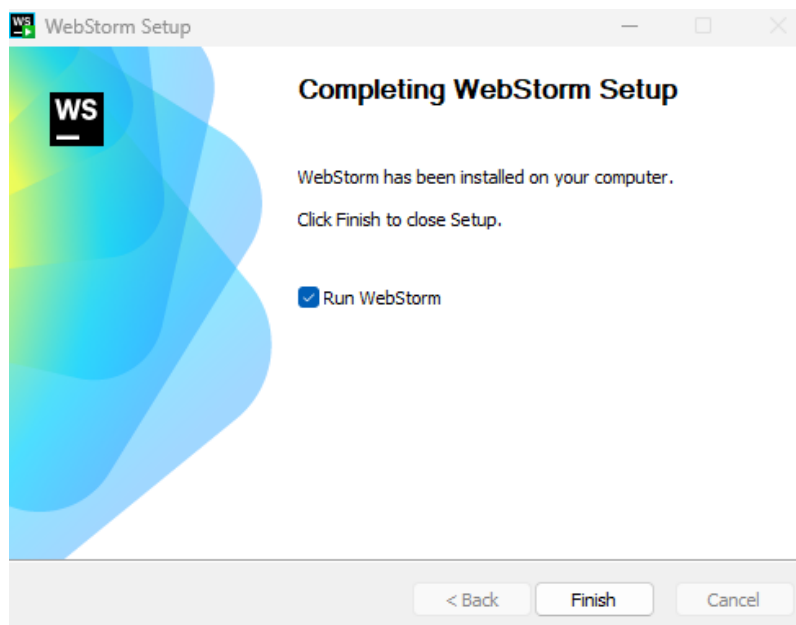 WS
WebStorm Setup
WS
Completing WebStorm Setup
WebStorm has been installed on your computer.
Click Finish to close Setup.
Run WebStorm
< Back
Finish
Cancel